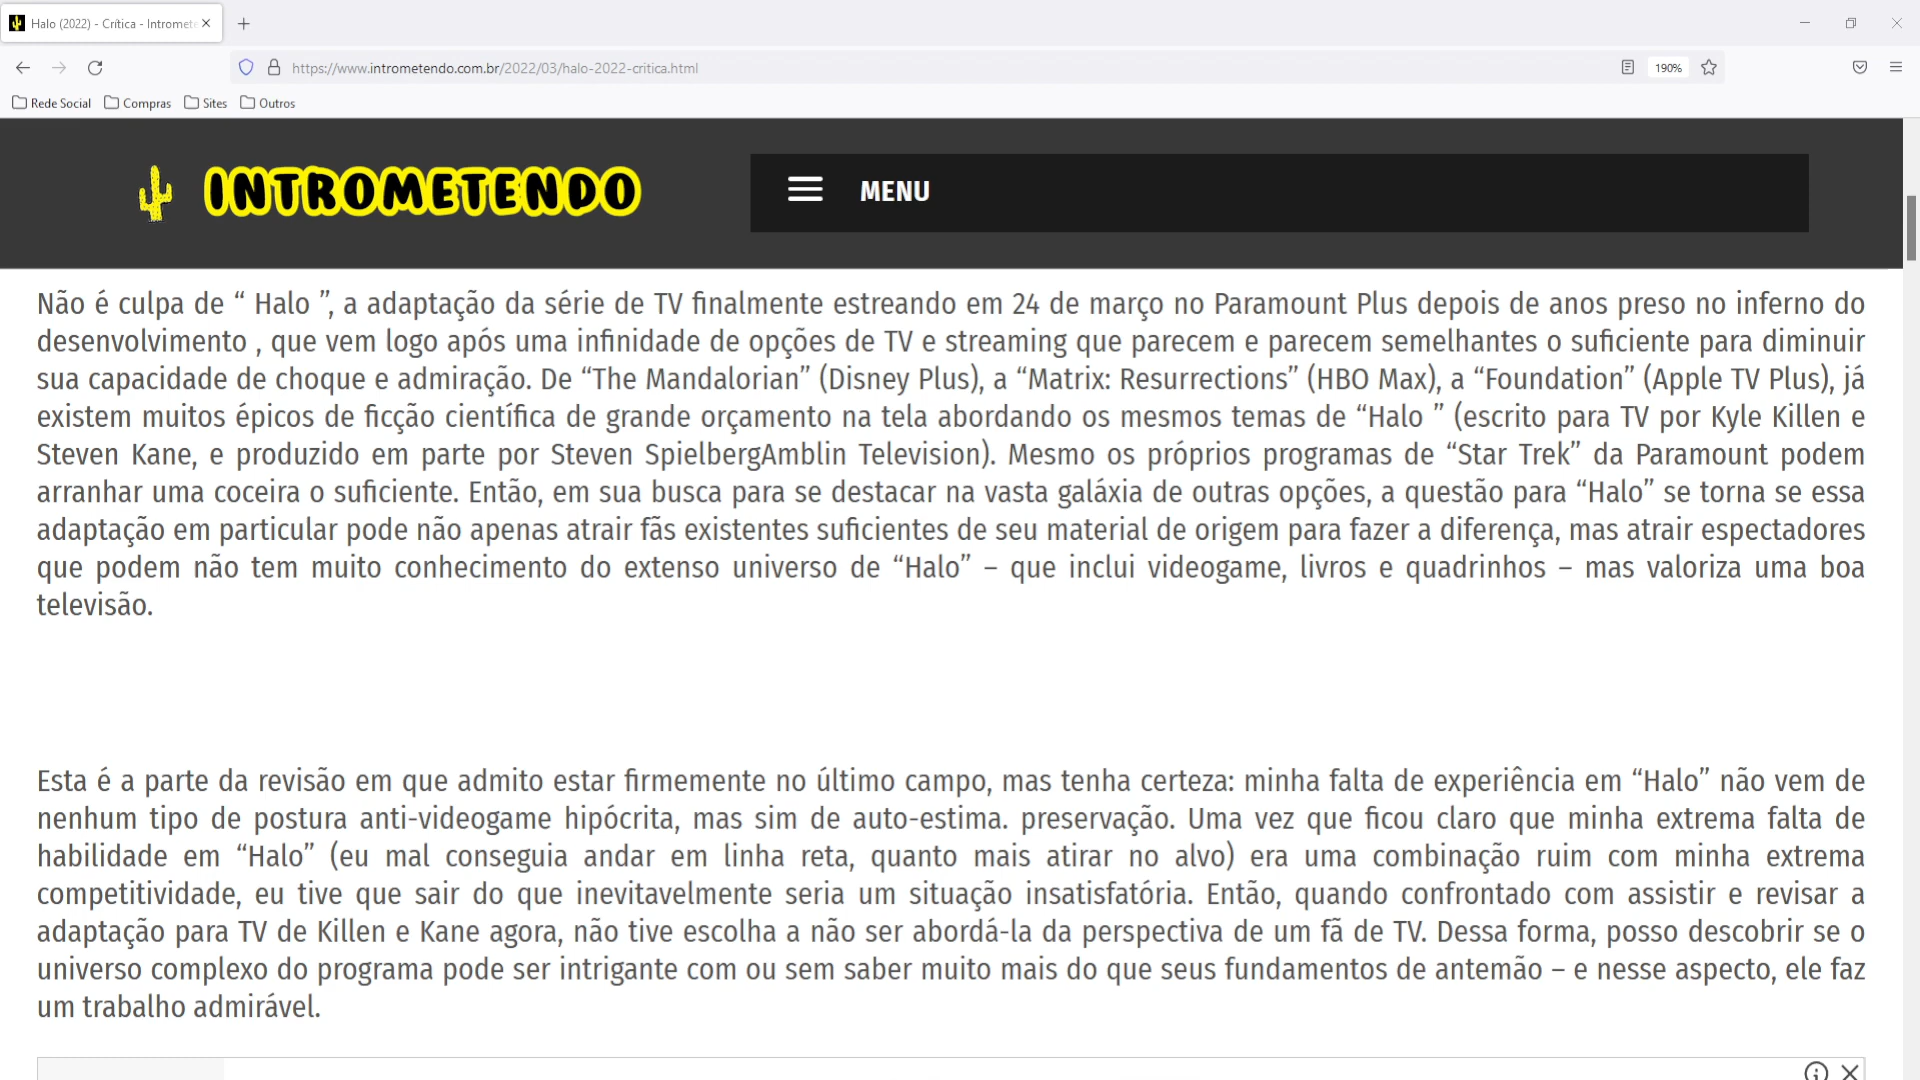 Halo (2022) - Crítica - Intromet
https://www.intrometendo.com.br/2022/03/halo-2022-critica.html
190%
Rede Social Compras Sites Outros
INTROMETENDO
MENU
Não é culpa de “ Halo ”, a adaptação da série de TV finalmente estreando em 24 de março no Paramount Plus depois de anos preso no inferno do
desenvolvimento , que vem logo após uma infinidade de opções de TV e streaming que parecem e parecem semelhantes o suficiente para diminuir
sua capacidade de choque e admiração. De “The Mandalorian” (Disney Plus), a “Matrix: Resurrections” (HBO Max), a “Foundation” (Apple TV Plus), já
existem muitos épicos de ficção científica de grande orçamento na tela abordando os mesmos temas de “Halo ” (escrito para TV por Kyle Killen e
Steven Kane, e produzido em parte por Steven SpielbergAmblin Television). Mesmo os próprios programas de “Star Trek” da Paramount podem
arranhar uma coceira o suficiente. Então, em sua busca para se destacar na vasta galáxia de outras opções, a questão para “Halo” se torna se essa
adaptação em particular pode não apenas atrair fãs existentes suficientes de seu material de origem para fazer a diferença, mas atrair espectadores
que podem não tem muito conhecimento do extenso universo de “Halo” – que inclui videogame, livros e quadrinhos – mas valoriza uma boa
televisão.
Esta é a parte da revisão em que admito estar firmemente no último campo, mas tenha certeza: minha falta de experiência em “Halo” não vem de
nenhum tipo de postura anti-videogame hipócrita, mas sim de auto-estima. preservação. Uma vez que ficou claro que minha extrema falta de
habilidade em “Halo” (eu mal conseguia andar em linha reta, quanto mais atirar no alvo) era uma combinação ruim com minha extrema
competitividade, eu tive que sair do que inevitavelmente seria um situação insatisfatória. Então, quando confrontado com assistir e revisar a
adaptação para TV de Killen e Kane agora, não tive escolha a não ser abordá-la da perspectiva de um fã de TV. Dessa forma, posso descobrir se o
universo complexo do programa pode ser intrigante com ou sem saber muito mais do que seus fundamentos de antemão – e nesse aspecto, ele faz
um trabalho admirável.